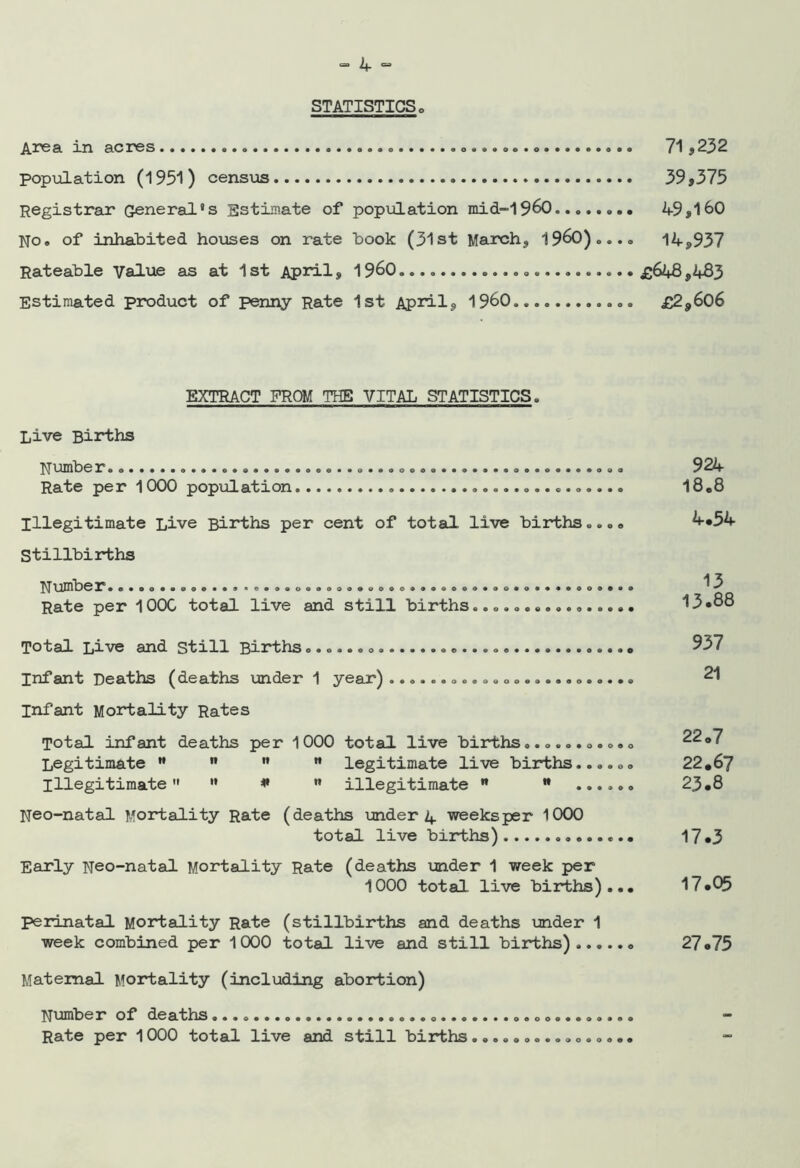 - 4 -
STATISTICS.
Area in acres.............................................. 71,232
Population (1951) census................................... 39,375
Registrar General's Estimate of population mid-1960........ 49,160
No. of inhabited houses on rate book (31st March, 1960).... 14,937
Rateable Value as at 1st April, 1960.......................£648,483
Estimated product of Penny Rate 1st April, 1960............ £2,606
EXTRACT FROM THE VITAL STATISTICS.
Live Births
Number.................................................. 924
Rate per 1000 population................................ 18.8
Illegitimate Live Births per cent of total live births.... 4.54
Stillbirths
Number................................................... 13
Rate per 100C total live and still births................ 13.88
Total Live and Still Births................................ 937
Infant Deaths (deaths under 1 year)........................ 21
Infant Mortality Rates
Total infant deaths per 1000 total live births........... 22.7
Legitimate " " " " legitimate live births...... 22.67
Illegitimate " " " " illegitimate " " ...... 23.8
Neo-natal Mortality Rate (deaths under 4 weeks per 1000
total live births)............. 17.3
Early Neo-natal Mortality Rate (deaths under 1 week per
1000 total live births)... 17.05
Perinatal Mortality Rate (stillbirths and deaths under 1
week combined per 1000 total live and still births)...... 27.75
Maternal Mortality (including abortion)
Number of deaths......................................... -
Rate per 1000 total live and still births................ -